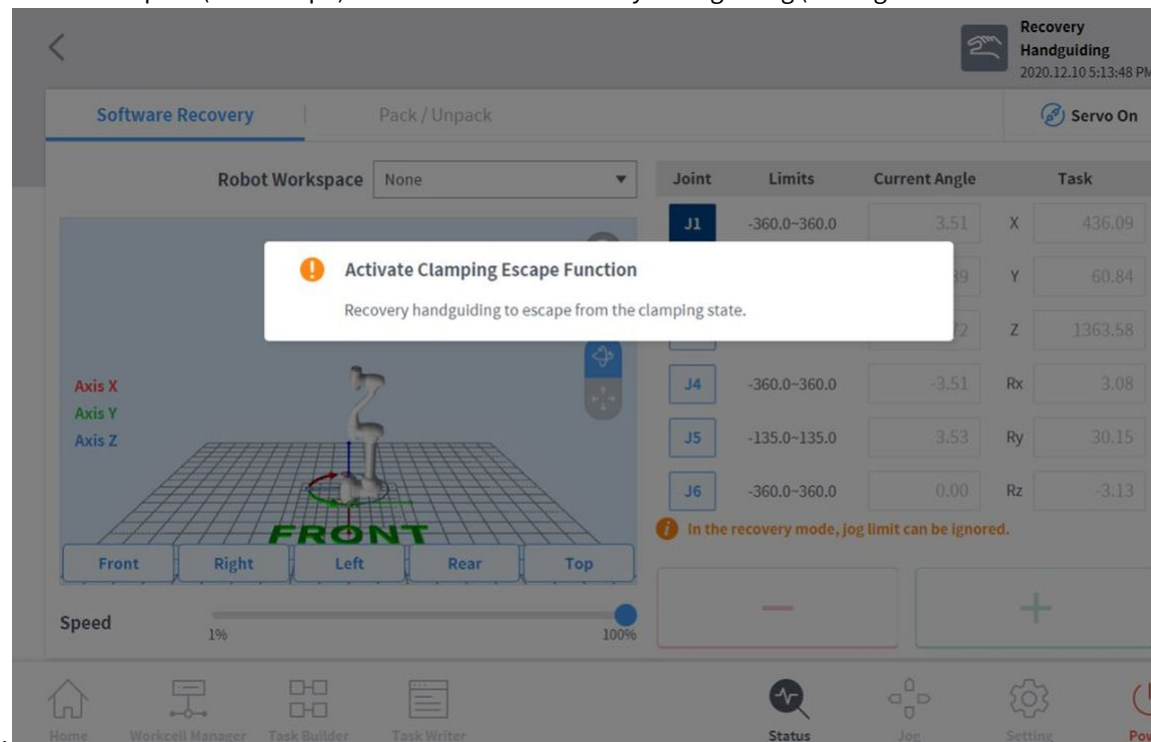 Recovery
Handguiding
2020.12.10 5:13:48 PM
Software Recovery
Pack / Unpack
Servo On
Robot Workspace
None
Joint Limits Current Angle Task
J1 -360.0~360.0 3.51 X 436.09
Activate Clamping Escape Function
Recovery handguiding to escape from the clamping state.
Y 60.84
Z 1363.58
Axis X
Axis Y
Axis Z
J4 -360.0~360.0 -3.51 Rx 3.08
J5 -135.0~135.0 3.53 Ry 30.15
J6 -360.0~360.0 0.00 Rz -3.13
FRONT
In the recovery mode, jog limit can be ignored.
Front Right Left Rear Top
Speed
1% 100%
Home Workcell Manager Task Builder Task Writer Status Jog Setting